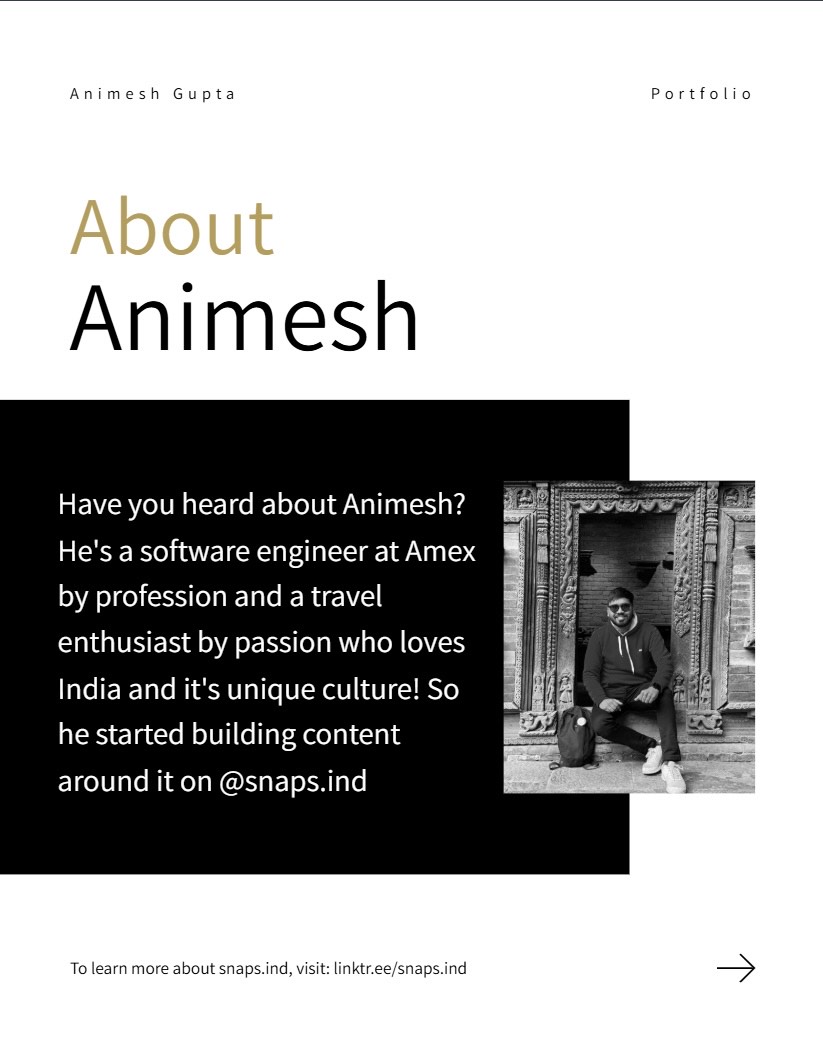 Animesh Gupta
Portfolio
About
Animesh
Have you heard about Animesh?
He's a software engineer at Amex
by profession and a travel
enthusiast by passion who loves
India and it's unique culture! So
he started building content
around it on @snaps.ind
To learn more about snaps.ind, visit: linktr.ee/snaps.ind